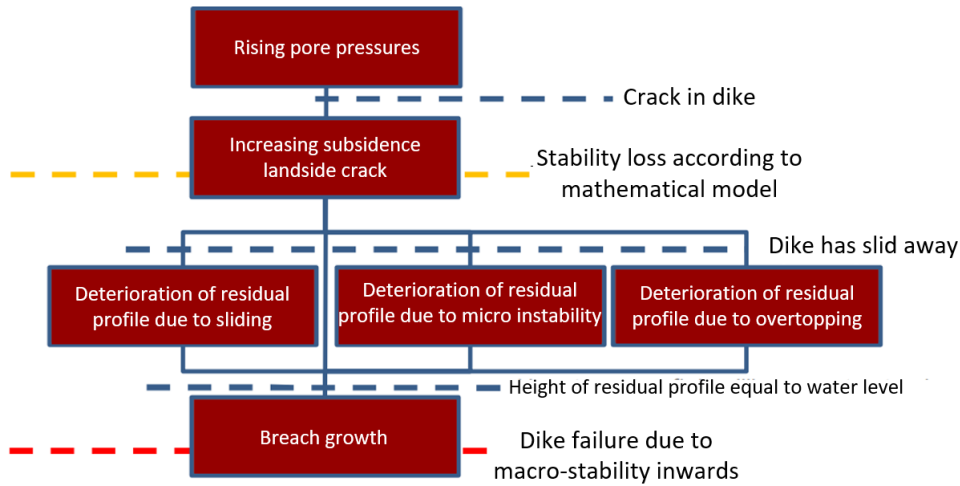 Rising pore pressures
Crack in dike
Increasing subsidence
landside crack
Stability loss according to
mathematical model
Dike has slid away
Deterioration of residual
profile due to sliding
Deterioration of residual
profile due to micro instability
Deterioration of residual
profile due to overtopping
Height of residual profile equal to water level
Breach growth
Dike failure due to
macro-stability inwards